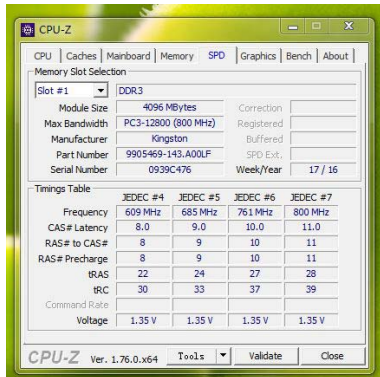 CPU-Z
CPU Caches Mainboard Memory SPD Graphics Bench About
Memory Slot Selection
Slot #1 DDR3
Module Size 4096 MBytes Correction
Max Bandwidth PC3-12800 (800 MHz) Registered
Manufacturer Kingston Buffered
Part Number 9905469-143.A00LF SPD Ext.
Serial Number 0939C476 Week/Year 17 / 16
Timings Table
JEDEC #4 JEDEC #5 JEDEC #6 JEDEC #7
Frequency 609 MHz 685 MHz 761 MHz 800 MHz
CAS# Latency 8.0 9.0 10.0 11.0
RAS# to CAS# 8 9 10 11
RAS# Precharge 8 9 10 11
tRAS 22 24 27 28
tRC 30 33 37 39
Command Rate
Voltage 1.35 V 1.35 V 1.35 V 1.35 V
CPU-Z Ver. 1.76.0.x64 Tools Validate Close